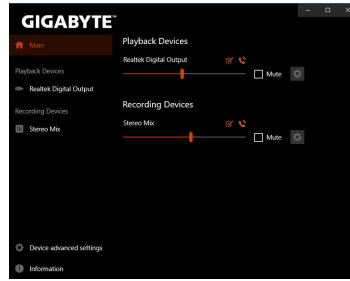 GIGABYTE™
Main
Playback Devices
Realtek Digital Output
Recording Devices
Stereo Mix
Device advanced settings
Information
Playback Devices
Realtek Digital Output
Mute
Recording Devices
Stereo Mix
Mute